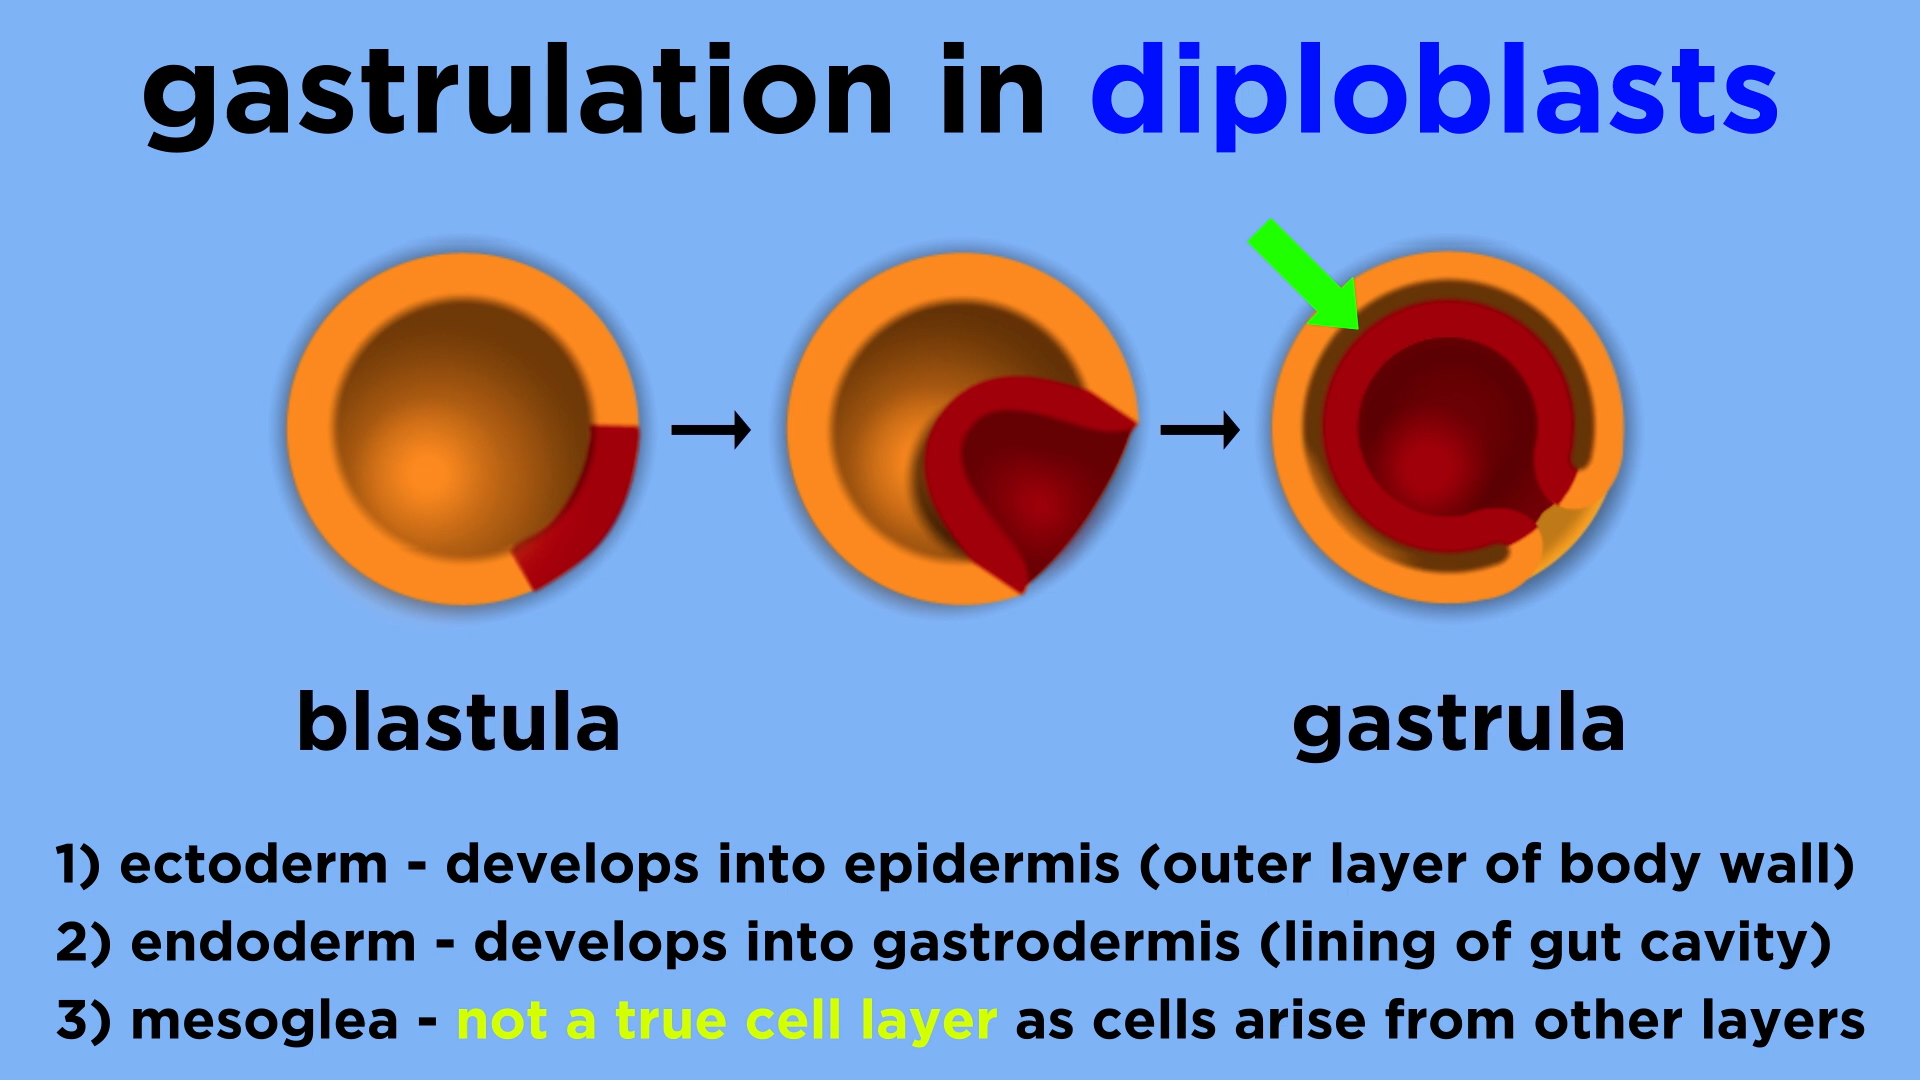 gastrulation in diploblasts
blastula
gastrula
1) ectoderm - develops into epidermis (outer layer of body wall)
2) endoderm - develops into gastrodermis (lining of gut cavity)
3) mesoglea - not a true cell layer as cells arise from other layers